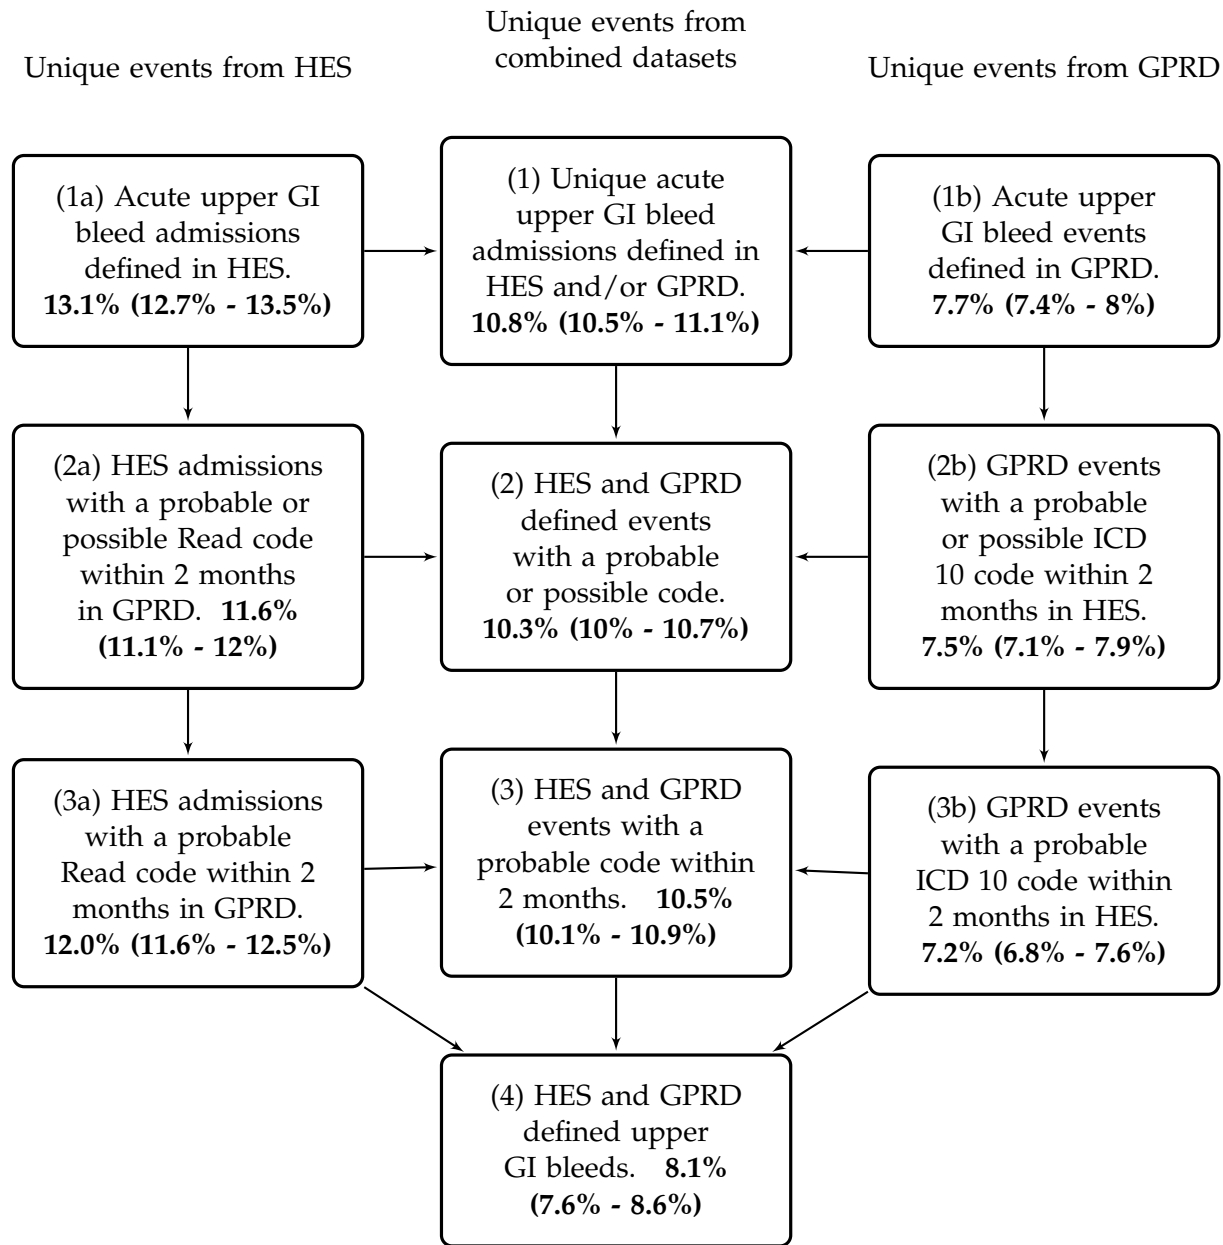 Unique events from HES
Unique events from
combined datasets
Unique events from GPRD
(1a) Acute upper GI
bleed admissions
defined in HES.
13.1% (12.7% - 13.5%)
(1) Unique acute
upper GI bleed
admissions defined in
HES and/or GPRD.
10.8% (10.5% - 11.1%)
(1b) Acute upper
GI bleed events
defined in GPRD.
7.7% (7.4% - 8%)
(2a) HES admissions
with a probable or
possible Read code
within 2 months
in GPRD. 11.6%
(11.1% - 12%)
(2) HES and GPRD
defined events
with a probable
or possible code.
10.3% (10% - 10.7%)
(2b) GPRD events
with a probable
or possible ICD
10 code within 2
months in HES.
7.5% (7.1% - 7.9%)
(3a) HES admissions
with a probable
Read code within 2
months in GPRD.
12.0% (11.6% - 12.5%)
(3) HES and GPRD
events with a
probable code within
2 months. 10.5%
(10.1% - 10.9%)
(3b) GPRD events
with a probable
ICD 10 code within
2 months in HES.
7.2% (6.8% - 7.6%)
(4) HES and GPRD
defined upper
GI bleeds. 8.1%
(7.6% - 8.6%)